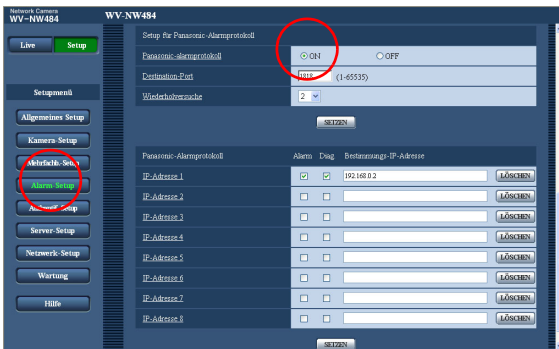 Network Camera
WV-NW484
WV-NW484
Live
Setup
Setupmenü
Allgemeines Setup
Kamera-Setup
Mehrfachb.-Setup
Alarm-Setup
Server-Setup
Netzwerk-Setup
Wartung
Hilfe
Setup für Panasonic-Alarmprotokoll
Panasonic-alarmprotokoll ON OFF
Destination-Port 1818 (1-65535)
Wiederholversuche 2
SETZEN
Panasonic-Alarmprotokoll Alarm Diag Bestimmungs-IP-Adresse
IP-Adresse 1 192.168.0.2 LÖSCHEN
IP-Adresse 2 LÖSCHEN
IP-Adresse 3 LÖSCHEN
IP-Adresse 4 LÖSCHEN
IP-Adresse 5 LÖSCHEN
IP-Adresse 6 LÖSCHEN
IP-Adresse 7 LÖSCHEN
IP-Adresse 8 LÖSCHEN
SETZEN